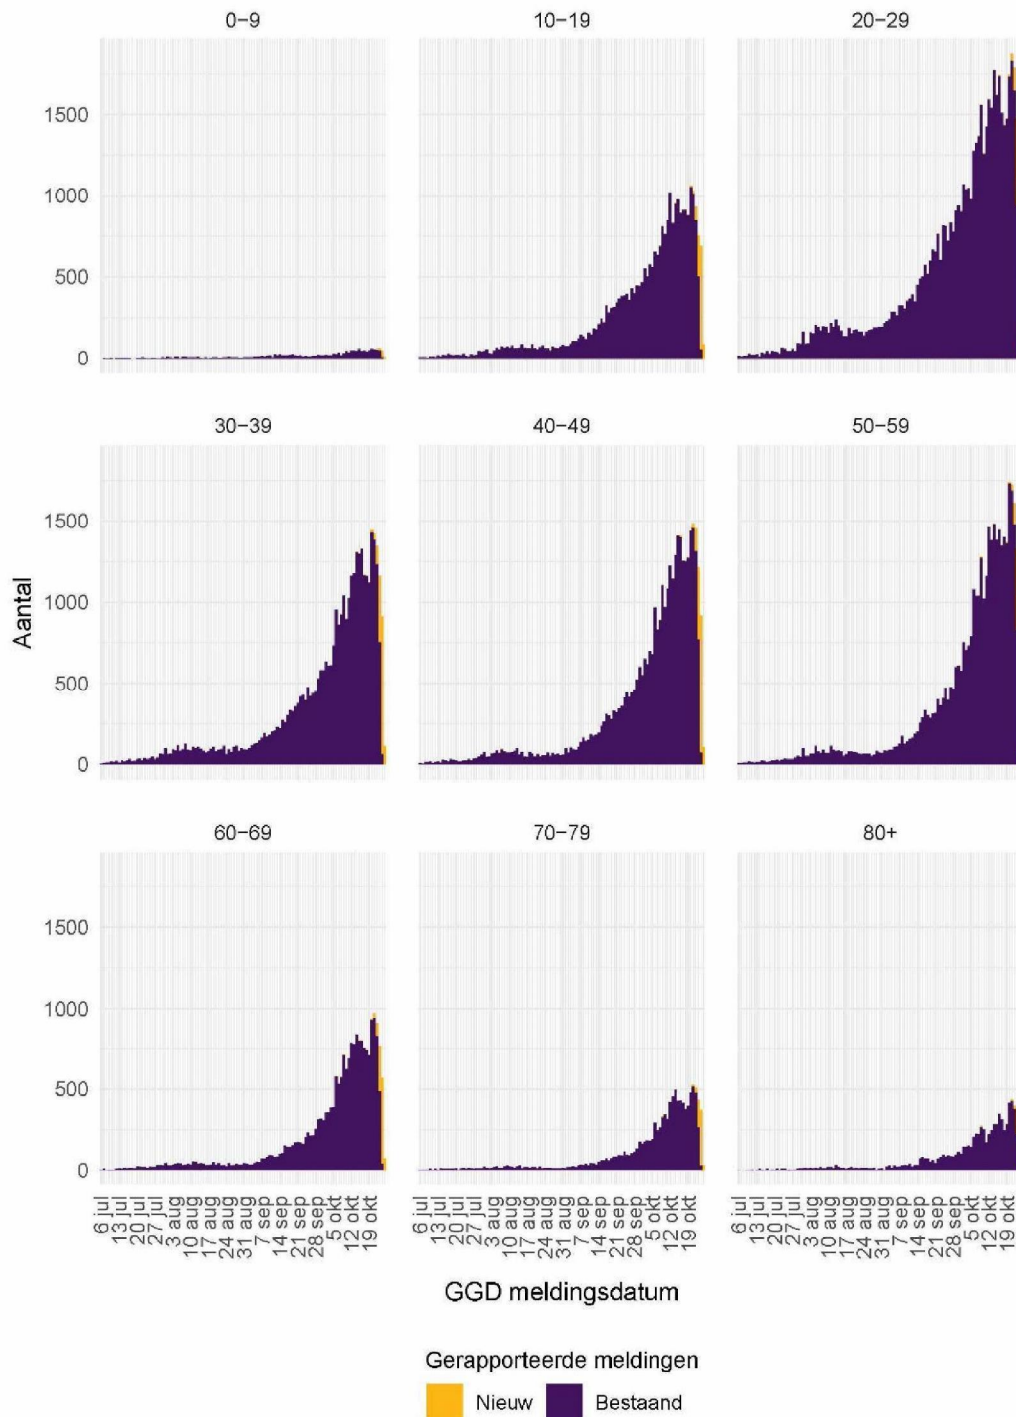 0−9 10−19 20−29
1500
1000
500
0
30−39 40−49 50−59
1500
1000
500
0
60−69 70−79 80+
1500
1000
500
0
Aantal
6 jul 13 jul 20 jul 27 jul 3 aug 10 aug 17 aug 24 aug 31 aug 7 sep 14 sep 21 sep 28 sep 5 okt 12 okt 19 okt
6 jul 13 jul 20 jul 27 jul 3 aug 10 aug 17 aug 24 aug 31 aug 7 sep 14 sep 21 sep 28 sep 5 okt 12 okt 19 okt
6 jul 13 jul 20 jul 27 jul 3 aug 10 aug 17 aug 24 aug 31 aug 7 sep 14 sep 21 sep 28 sep 5 okt 12 okt 19 okt
GGD meldingsdatum
Gerapporteerde meldingen
Nieuw Bestaand